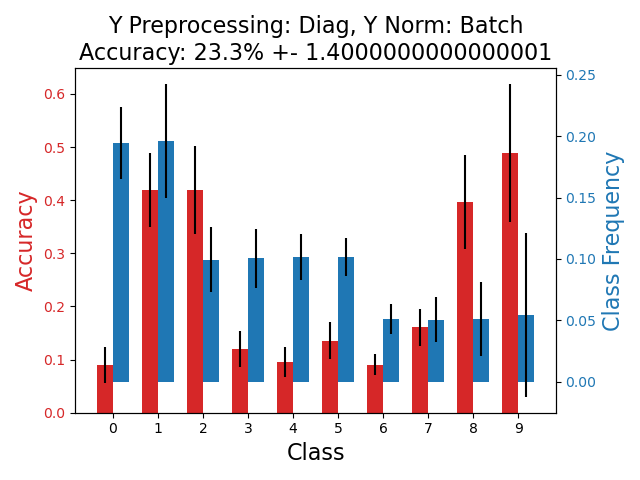 Y Preprocessing: Diag, Y Norm: Batch
Accuracy: 23.3% +- 1.4000000000000001
0.6
0.5
0.4
0.3
0.2
0.1
0.0
Accuracy
0.25
0.20
0.15
0.10
0.05
0.00
Class Frequency
0 1 2 3 4 5 6 7 8 9
Class